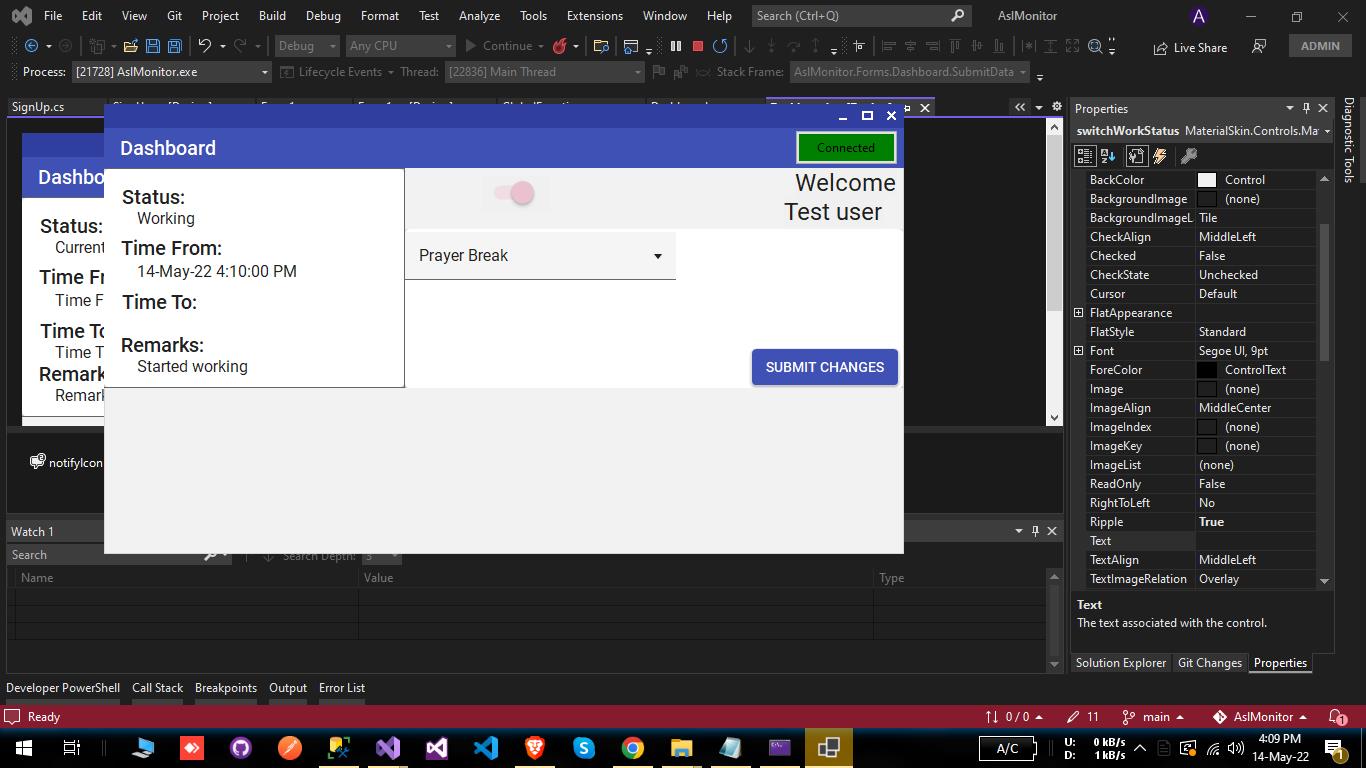 File Edit View Git Project Build Debug Format Test Analyze Tools Extensions Window Help Search (Ctrl+Q) AslMonitor A
Debug Any CPU Continue Live Share ADMIN
Process: [21728] AslMonitor.exe Lifecycle Events Thread: [22836] Main Thread Stack Frame: AslMonitor.Forms.Dashboard.SubmitData
SignUp.cs
Dashboard
Connected
Status:
Working
Time From:
14-May-22 4:10:00 PM
Time To:
Remarks:
Started working
Welcome
Test user
Prayer Break
SUBMIT CHANGES
Dashbo
Status:
Current
Time Fr
Time F
Time To
Time T
Remark
Remark
notifyIcon
Watch 1
Search Search Depth: 3
Name Value Type
Properties
switchWorkStatus MaterialSkin.Controls.Ma
BackColor Control
BackgroundImage (none)
BackgroundImageL Tile
CheckAlign MiddleLeft
Checked False
CheckState Unchecked
Cursor Default
FlatAppearance
FlatStyle Standard
Font Segoe UI, 9pt
ForeColor ControlText
Image (none)
ImageAlign MiddleCenter
ImageIndex (none)
ImageKey (none)
ImageList (none)
ReadOnly False
RightToLeft No
Ripple True
Text
TextAlign MiddleLeft
TextImageRelation Overlay
Text
The text associated with the control.
Solution Explorer Git Changes Properties
Diagnostic Tools
Developer PowerShell Call Stack Breakpoints Output Error List
Ready 0 / 0 11 main AslMonitor 1
A/C U: 0 kB/s 4:09 PM
D: 1 kB/s 14-May-22 1